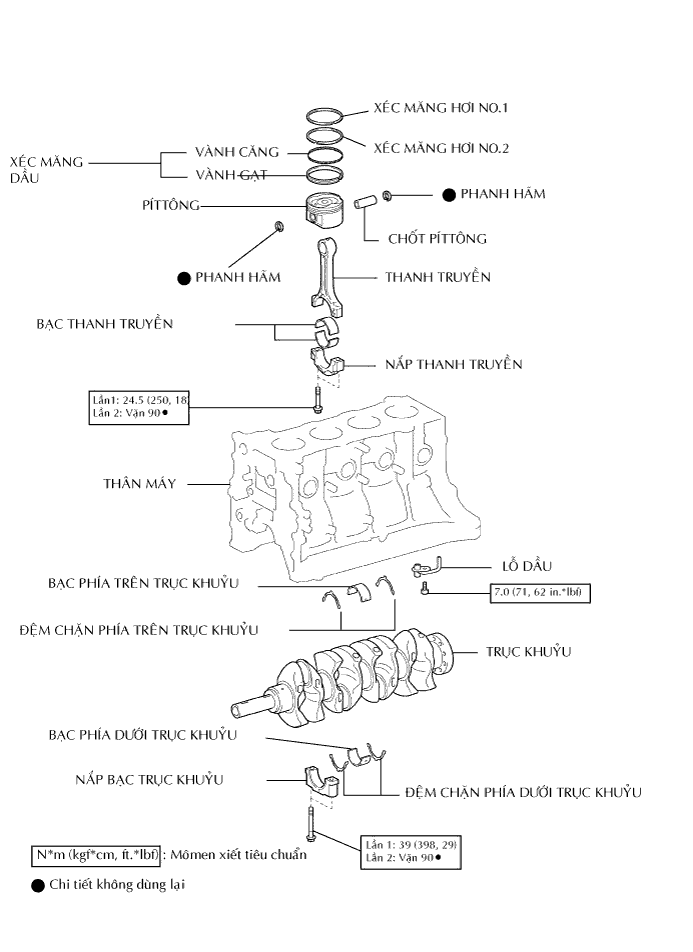 XÉC MĂNG HƠI NO.1
XÉC MĂNG HƠI NO.2
VÀNH CĂNG
XÉC MĂNG
DẦU
VÀNH GẠT
PÍTTÔNG
PHANH HÃM
CHỐT PÍTTÔNG
PHANH HÃM
THANH TRUYỀN
BẠC THANH TRUYỀN
NẮP THANH TRUYỀN
Lần1: 24.5 (250, 18
Lần 2: Vặn 90
THÂN MÁY
LỖ DẦU
BẠC PHÍA TRÊN TRỤC KHUỶU
7.0 (71, 62 in.*lbf)
ĐỆM CHẶN PHÍA TRÊN TRỤC KHUỶU
TRỤC KHUỶU
BẠC PHÍA DƯỚI TRỤC KHUỶU
NẮP BẠC TRỤC KHUỶU
ĐỆM CHẶN PHÍA DƯỚI TRỤC KHUỶU
Lần 1: 39 (398, 29)
Lần 2: Vặn 90
N*m (kgf*cm, ft.*lbf) : Mômen xiết tiêu chuẩn
Chi tiết không dùng lại